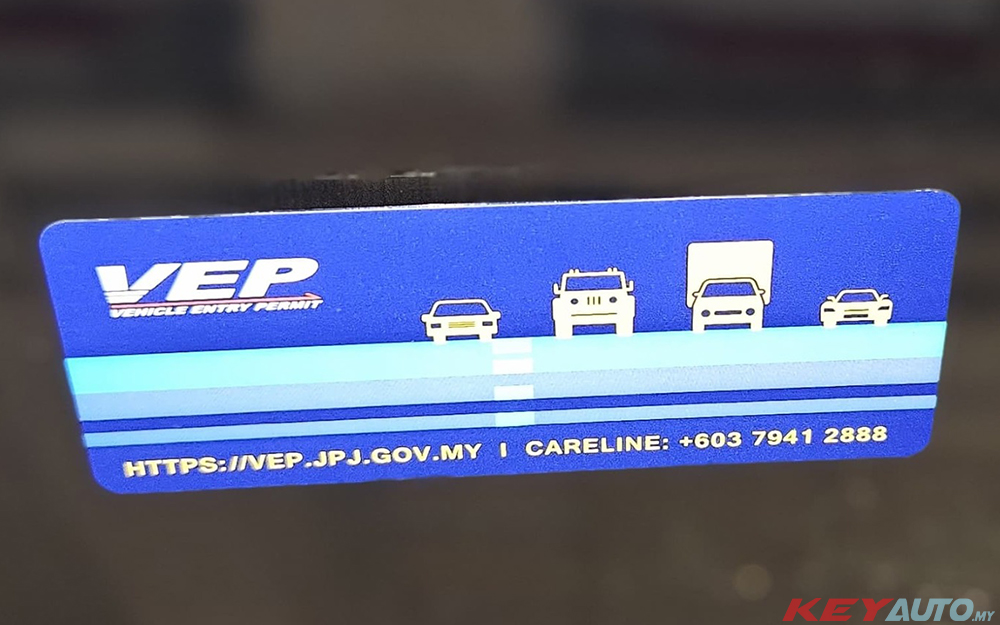 VEP
VEHICLE ENTRY PERMIT
HTTPS://VEP.JPJ.GOV.MY | CARELINE: +603 7941 2888
KEYAUTO.MY